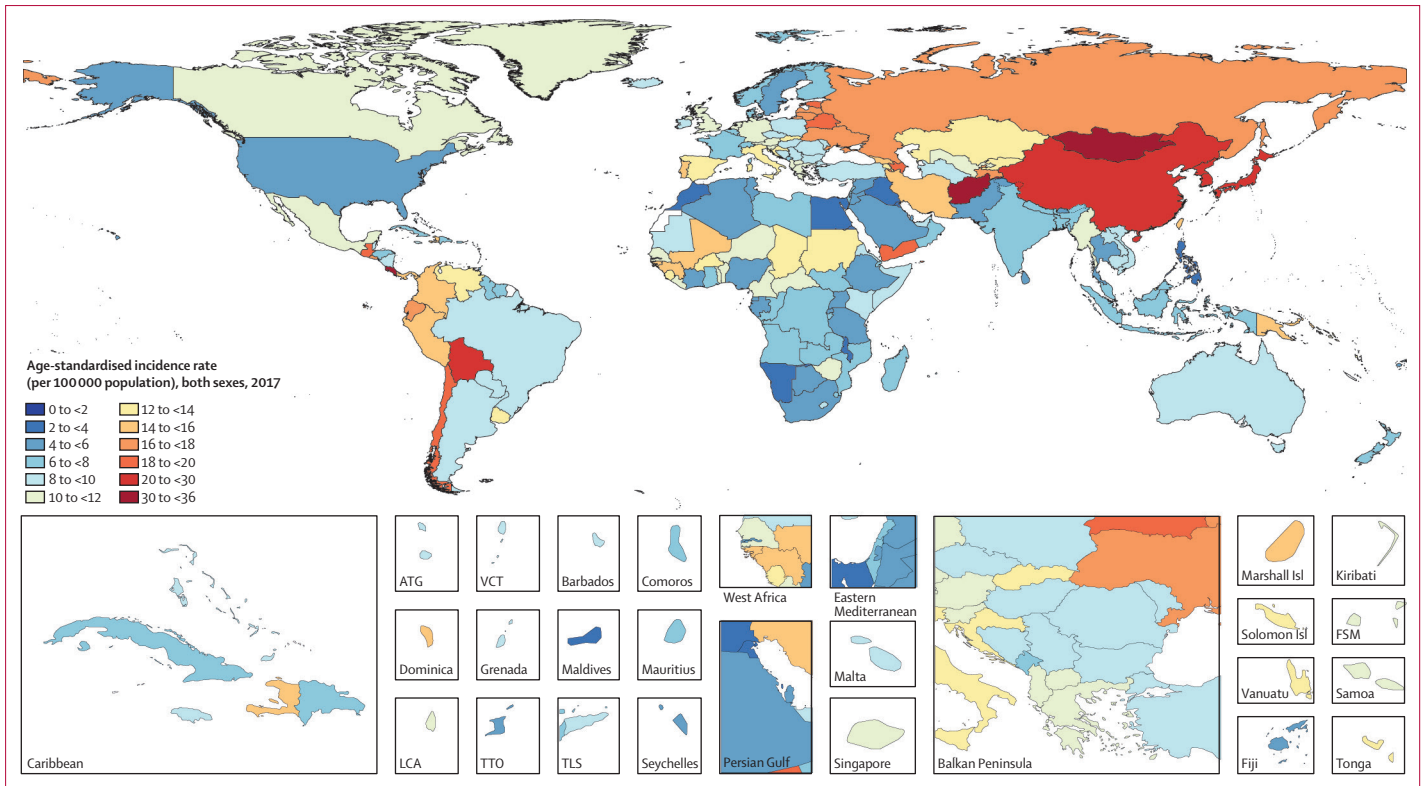 Age-standardised incidence rate
(per 100 000 population), both sexes, 2017
0 to <2
2 to <4
4 to <6
6 to <8
8 to <10
10 to <12
12 to <14
14 to <16
16 to <18
18 to <20
20 to <30
30 to <36
Caribbean
ATG
VCT
Barbados
Comoros
Dominica
Grenada
Maldives
Mauritius
LCA
TTO
TLS
Seychelles
West Africa
Eastern
Mediterranean
Persian Gulf
Malta
Singapore
Balkan Peninsula
Marshall Isl
Kiribati
Solomon Isl
FSM
Vanuatu
Samoa
Fiji
Tonga